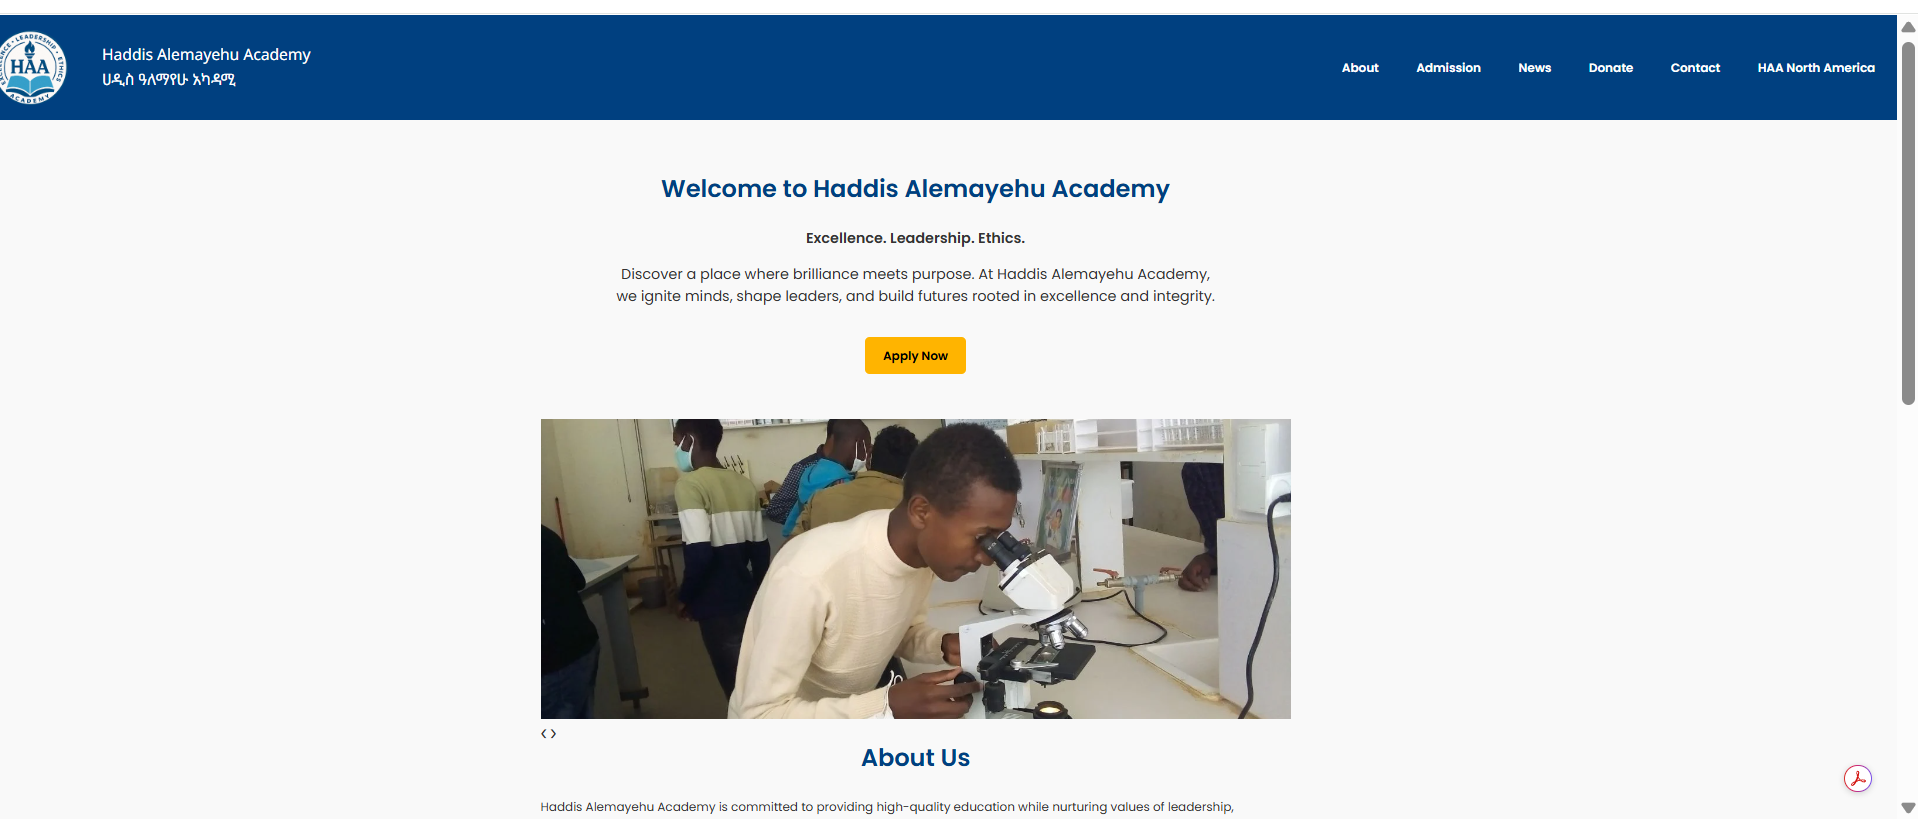 EXCELLENCE • LEADERSHIP • ETHICS
HAA
ACADEMY
Haddis Alemayehu Academy
ሀዲስ ዓለማየሁ አካዳሚ
About
Admission
News
Donate
Contact
HAA North America
Welcome to Haddis Alemayehu Academy
Excellence. Leadership. Ethics.
Discover a place where brilliance meets purpose. At Haddis Alemayehu Academy,
we ignite minds, shape leaders, and build futures rooted in excellence and integrity.
Apply Now
‹ ›
About Us
Haddis Alemayehu Academy is committed to providing high-quality education while nurturing values of leadership,